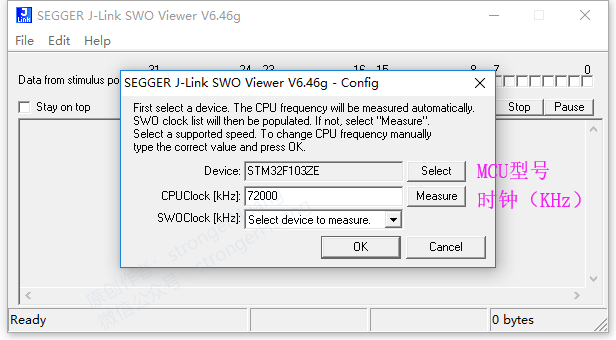 SEGGER J-Link SWO Viewer V6.46g
File Edit Help
31 24 23 16 15 8 7 0
Data from stimulus po
Stay on top
Stop
Pause
SEGGER J-Link SWO Viewer V6.46g - Config
First select a device. The CPU frequency will be measured automatically.
SWO clock list will then be populated. If not, select "Measure".
Select a supported speed. To change CPU frequency manually
type the correct value and press OK.
Device: STM32F103ZE Select MCU型号
CPUClock [kHz]: 72000 Measure 时钟（KHz）
SWOClock [kHz]: Select device to measure.
OK Cancel
Ready 0 bytes